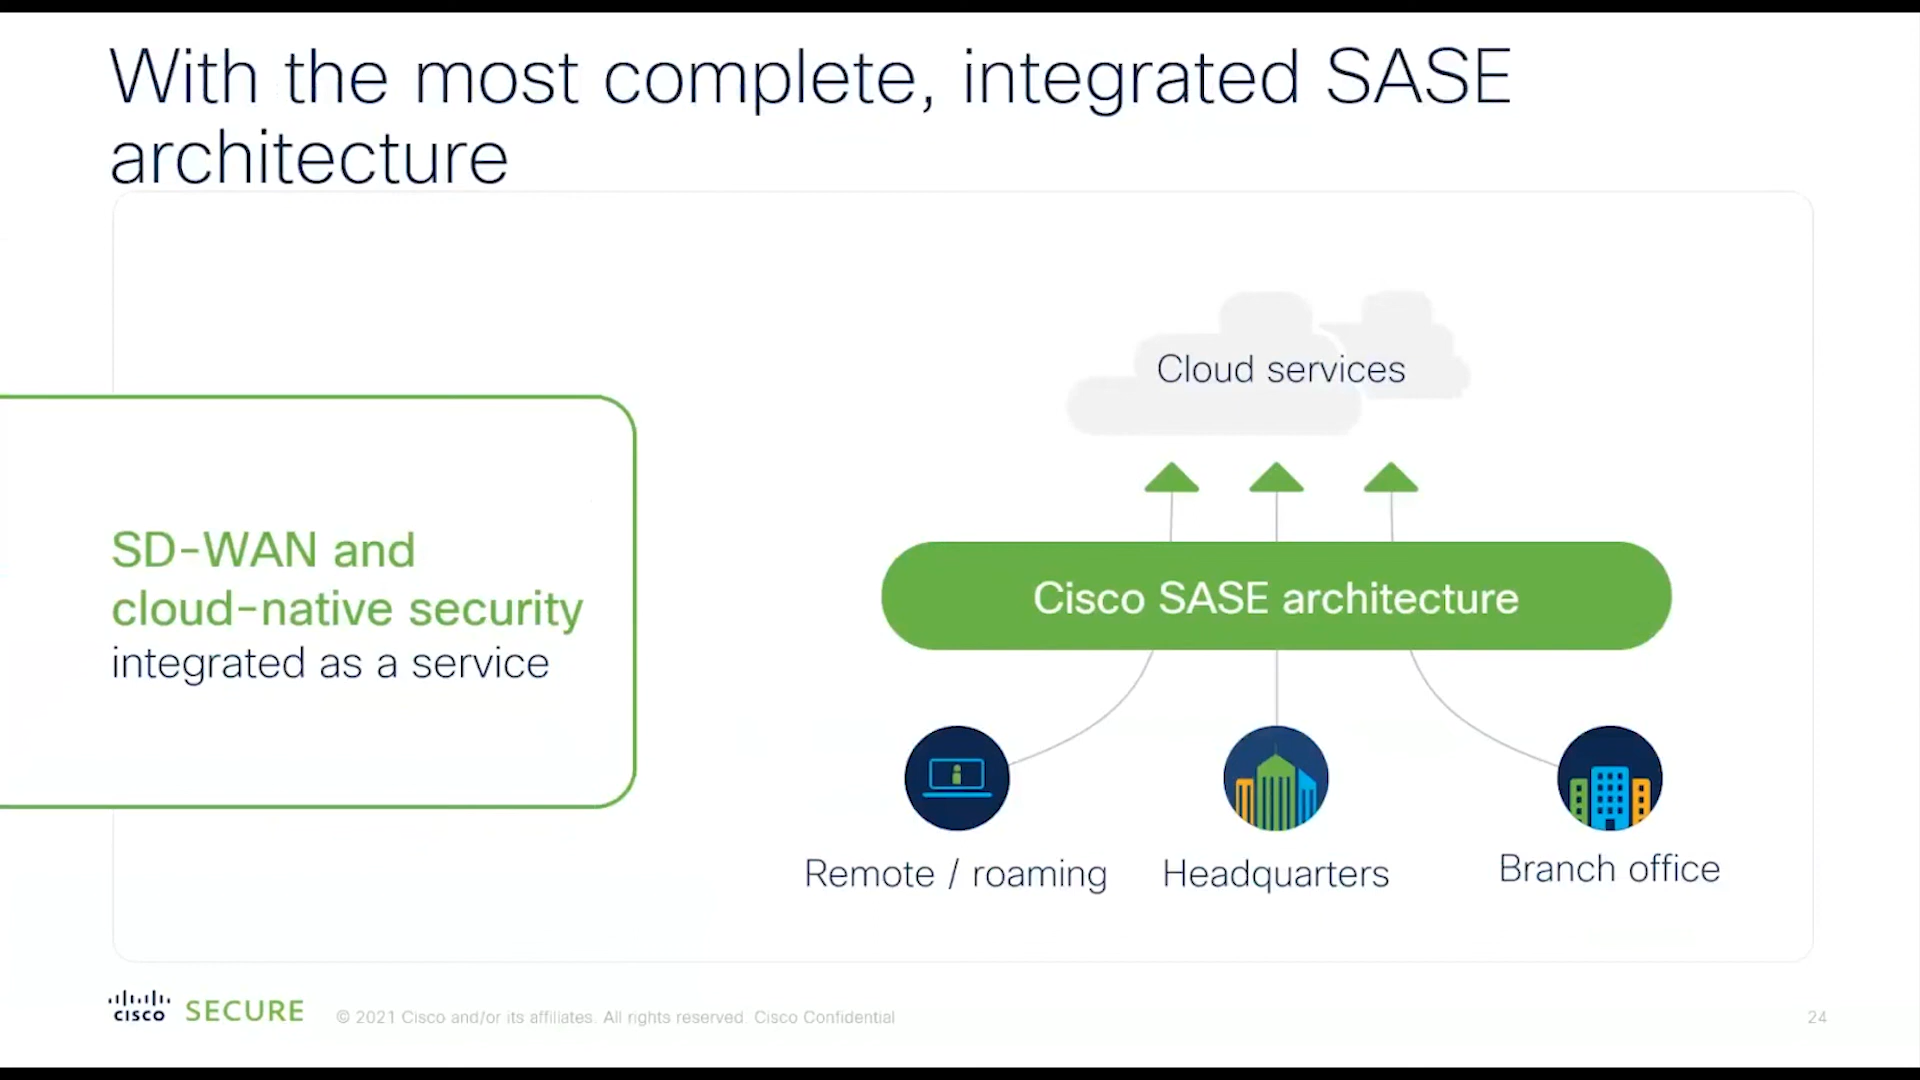 With the most complete, integrated SASE
architecture
Cloud services
SD-WAN and
cloud-native security
integrated as a service
Cisco SASE architecture
Remote / roaming
Headquarters
Branch office
CISCO SECURE
© 2021 Cisco and/or its affiliates. All rights reserved. Cisco Confidential
24